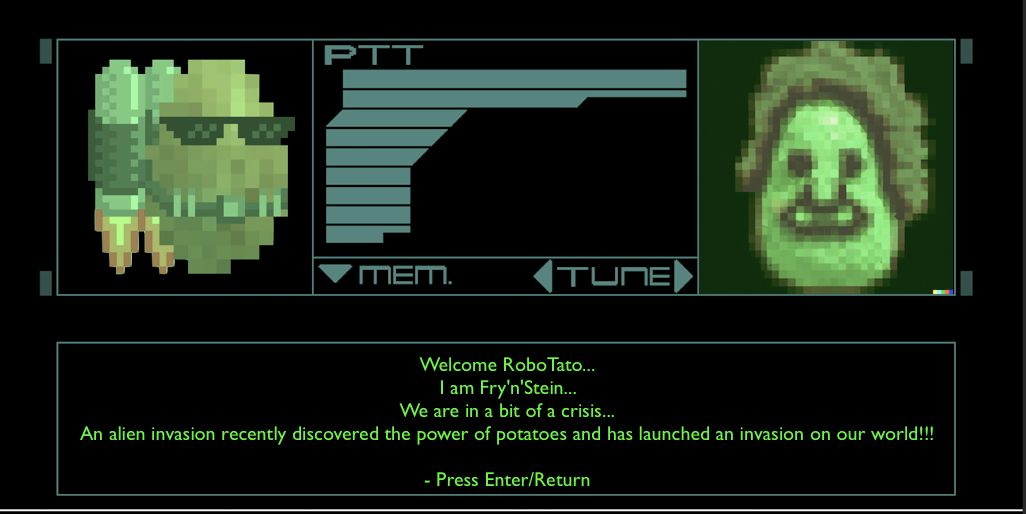 PTT
MEM.
TUNE
Welcome RoboTato...
I am Fry'n'Stein...
We are in a bit of a crisis...
An alien invasion recently discovered the power of potatoes and has launched an invasion on our world!!!
- Press Enter/Return